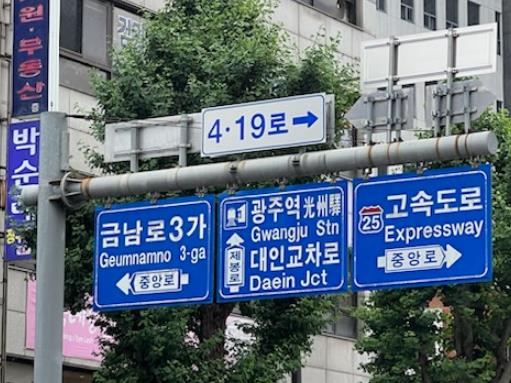 원·부동산
박순
4·19로 →
금남로3가
Geumnamno 3-ga
중앙로
광주역 光州驛
Gwangju Stn
제봉로
대인교차로
Daein Jct
25 고속도로
Expressway
중앙로